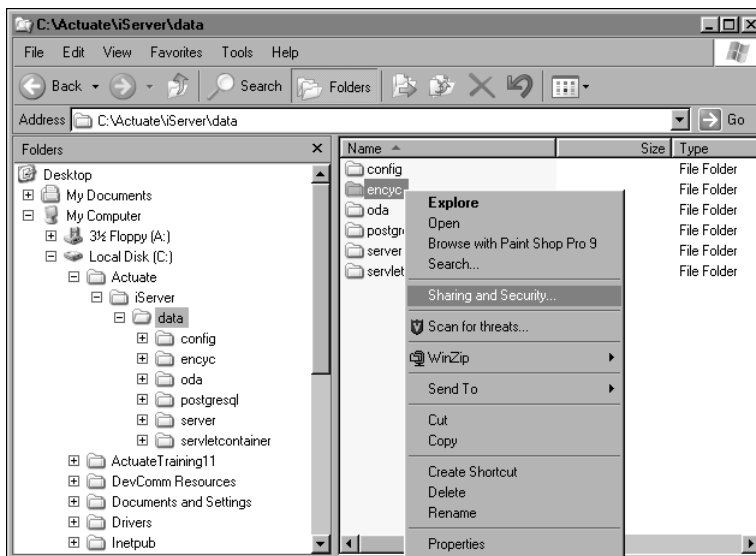 C:\Actuate\iServer\data
File Edit View Favorites Tools Help
Back Search Folders
Address C:\Actuate\iServer\data Go
Folders
Desktop
My Documents
My Computer
3½ Floppy (A:)
Local Disk (C:)
Actuate
iServer
data
config
encyc
oda
postgresql
server
servletcontainer
ActuateTraining11
DevComm Resources
Documents and Settings
Drivers
Inetpub
Name Size Type
config File Folder
encyc File Folder
oda File Folder
postgr File Folder
server File Folder
servlet File Folder
Explore
Open
Browse with Paint Shop Pro 9
Search...
Sharing and Security...
Scan for threats...
WinZip
Send To
Cut
Copy
Create Shortcut
Delete
Rename
Properties